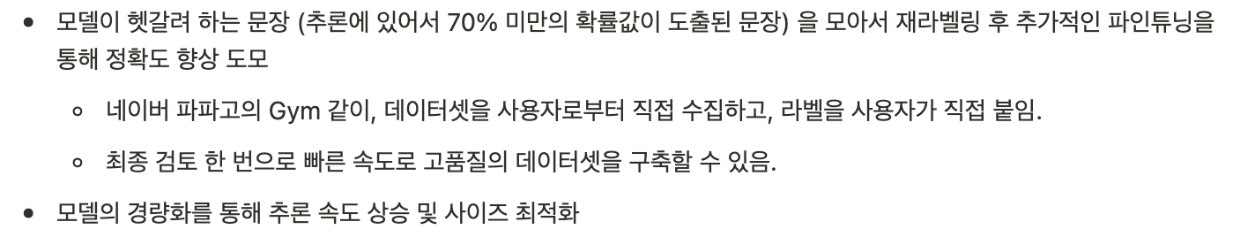 • 모델이 헷갈려 하는 문장 (추론에 있어서 70% 미만의 확률값이 도출된 문장) 을 모아서 재라벨링 후 추가적인 파인튜닝을
통해 정확도 향상 도모
◦ 네이버 파파고의 Gym 같이, 데이터셋을 사용자로부터 직접 수집하고, 라벨을 사용자가 직접 붙임.
◦ 최종 검토 한 번으로 빠른 속도로 고품질의 데이터셋을 구축할 수 있음.
• 모델의 경량화를 통해 추론 속도 상승 및 사이즈 최적화